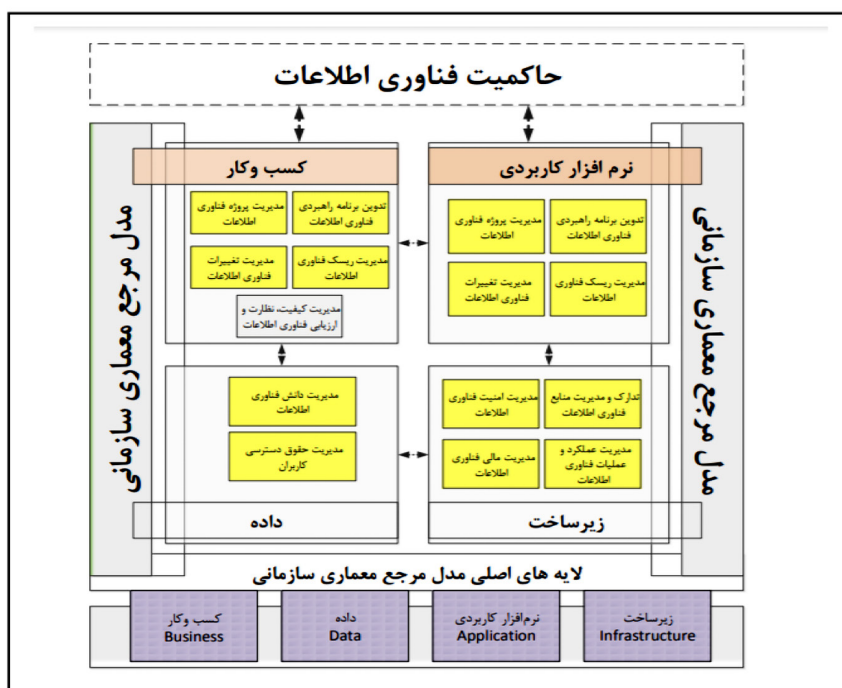 حاکمیت فناوری اطلاعات
مدل مرجع معماری سازمانی
نرم افزار کاربردی
تدوین برنامه راهبردی
فناوری اطلاعات
مدیریت پروژه فناوری
اطلاعات
مدیریت ریسک فناوری
اطلاعات
مدیریت تغییرات
فناوری اطلاعات
کسب وکار
تدوین برنامه راهبردی
فناوری اطلاعات
مدیریت پروژه فناوری
اطلاعات
مدیریت ریسک فناوری
اطلاعات
مدیریت تغییرات
فناوری اطلاعات
مدیریت کیفیت، نظارت و
ارزیابی فناوری اطلاعات
تدارک و مدیریت منابع
فناوری اطلاعات
مدیریت امنیت فناوری
اطلاعات
مدیریت عملکرد و
عملیات فناوری
اطلاعات
مدیریت مالی فناوری
اطلاعات
زیرساخت
مدیریت دانش فناوری
اطلاعات
مدیریت حقوق دسترسی
کاربران
داده
مدل مرجع معماری سازمانی
لایه های اصلی مدل مرجع معماری سازمانی
زیرساخت
Infrastructure
نرم‌افزار کاربردی
Application
داده
Data
کسب وکار
Business